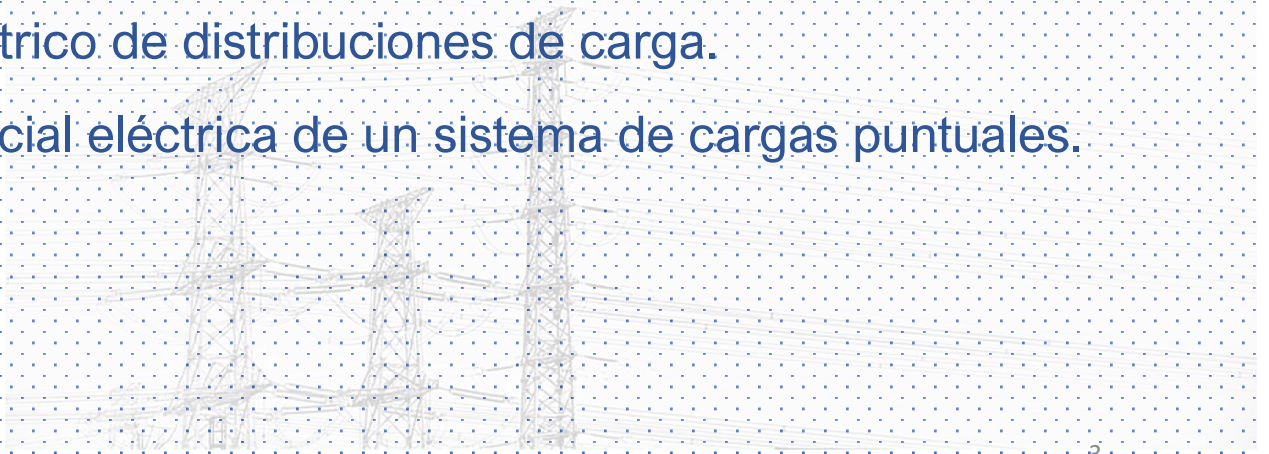 trico de distribuciones de carga.
cial eléctrica de un sistema de cargas puntuales.